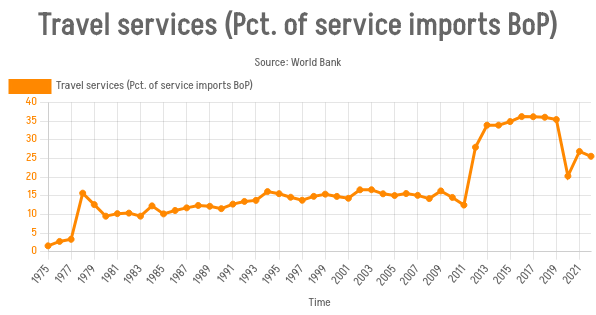 Travel services (Pct. of service imports BoP)
Source: World Bank
Travel services (Pct. of service imports BoP)
40
35
30
25
20
15
10
5
0
1975 1977 1979 1981 1983 1985 1987 1989 1991 1993 1995 1997 1999 2001 2003 2005 2007 2009 2011 2013 2015 2017 2019 2021
Time